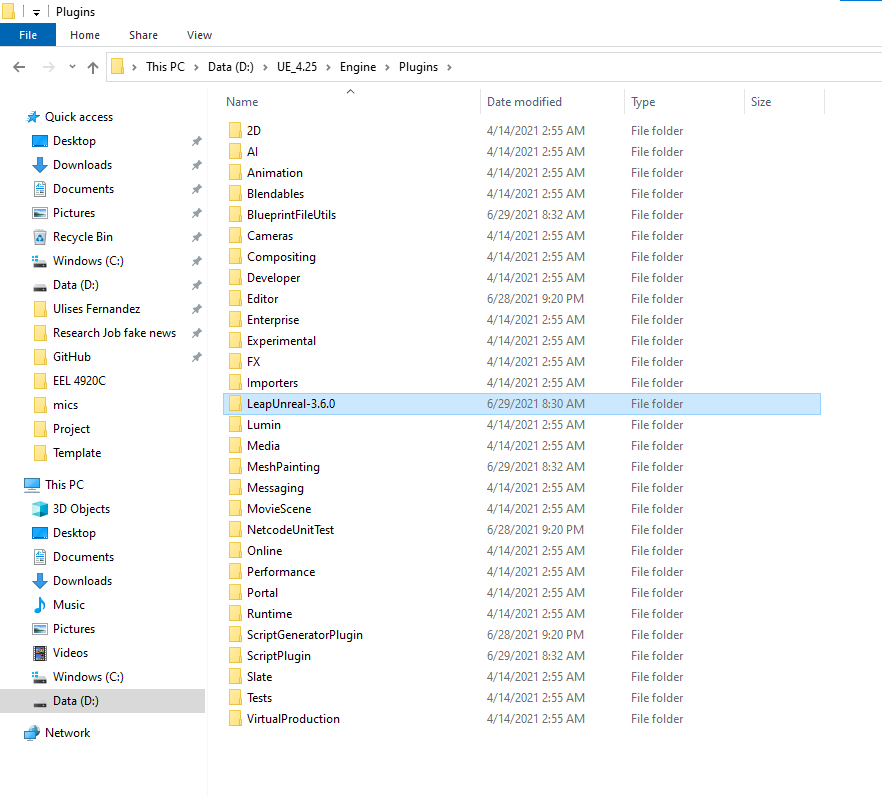 Plugins
File Home Share View
This PC Data (D:) UE_4.25 Engine Plugins
Name Date modified Type Size
Quick access
Desktop
Downloads
Documents
Pictures
Recycle Bin
Windows (C:)
Data (D:)
Ulises Fernandez
Research Job fake news
GitHub
EEL 4920C
mics
Project
Template
This PC
3D Objects
Desktop
Documents
Downloads
Music
Pictures
Videos
Windows (C:)
Data (D:)
Network
2D 4/14/2021 2:55 AM File folder
AI 4/14/2021 2:55 AM File folder
Animation 4/14/2021 2:55 AM File folder
Blendables 4/14/2021 2:55 AM File folder
BlueprintFileUtils 6/29/2021 8:32 AM File folder
Cameras 4/14/2021 2:55 AM File folder
Compositing 4/14/2021 2:55 AM File folder
Developer 4/14/2021 2:55 AM File folder
Editor 6/28/2021 9:20 PM File folder
Enterprise 4/14/2021 2:55 AM File folder
Experimental 4/14/2021 2:55 AM File folder
FX 4/14/2021 2:55 AM File folder
Importers 4/14/2021 2:55 AM File folder
LeapUnreal-3.6.0 6/29/2021 8:30 AM File folder
Lumin 4/14/2021 2:55 AM File folder
Media 4/14/2021 2:55 AM File folder
MeshPainting 6/29/2021 8:32 AM File folder
Messaging 4/14/2021 2:55 AM File folder
MovieScene 4/14/2021 2:55 AM File folder
NetcodeUnitTest 6/28/2021 9:20 PM File folder
Online 4/14/2021 2:55 AM File folder
Performance 4/14/2021 2:55 AM File folder
Portal 4/14/2021 2:55 AM File folder
Runtime 4/14/2021 2:55 AM File folder
ScriptGeneratorPlugin 6/28/2021 9:20 PM File folder
ScriptPlugin 6/29/2021 8:32 AM File folder
Slate 4/14/2021 2:55 AM File folder
Tests 4/14/2021 2:55 AM File folder
VirtualProduction 4/14/2021 2:55 AM File folder